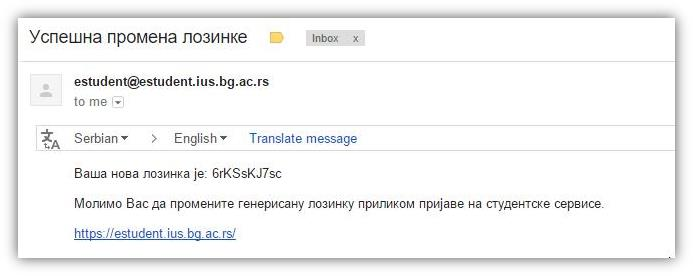 Успешна промена лозинке
Inbox x
estudent@estudent.ius.bg.ac.rs
to me
Serbian > English Translate message
Ваша нова лозинка је: 6rKSsKJ7sc
Молимо Вас да промените генерисану лозинку приликом пријаве на студентске сервисе.
https://estudent.ius.bg.ac.rs/